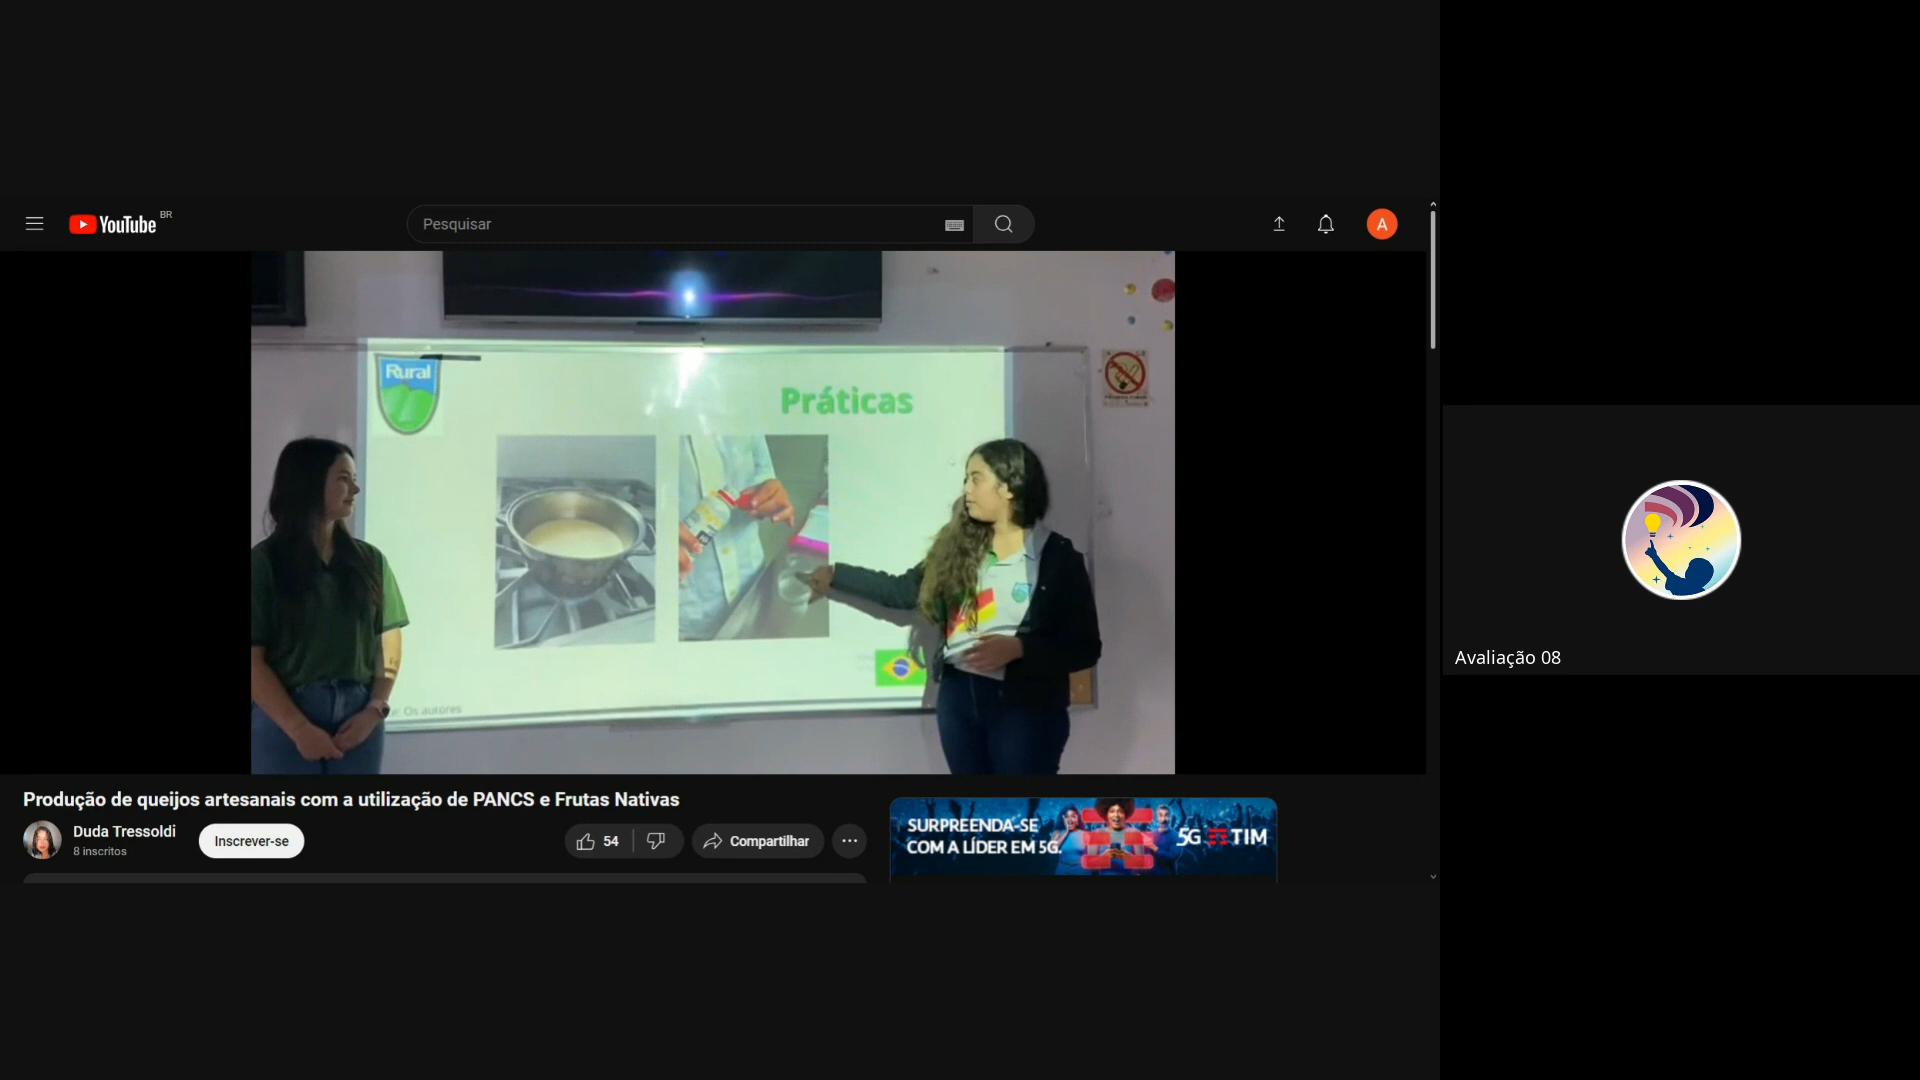 YouTube BR
Pesquisar
A
Rural
Práticas
Os autores
Produção de queijos artesanais com a utilização de PANCS e Frutas Nativas
Duda Tressoldi
8 inscritos
Inscrever-se
54
Compartilhar
SURPREENDA-SE
COM A LÍDER EM 5G.
5G TIM
Avaliação 08